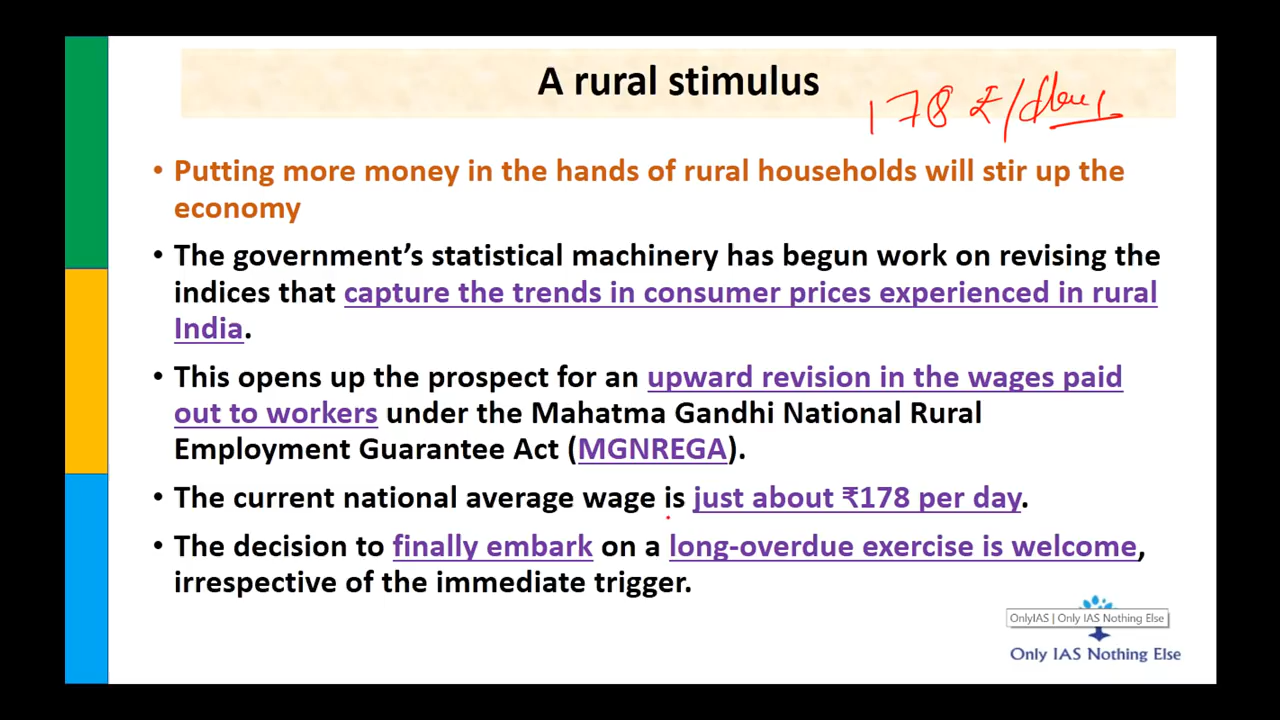 A rural stimulus
178 ₹/
• Putting more money in the hands of rural households will stir up the
economy
• The government’s statistical machinery has begun work on revising the
indices that capture the trends in consumer prices experienced in rural
India.
• This opens up the prospect for an upward revision in the wages paid
out to workers under the Mahatma Gandhi National Rural
Employment Guarantee Act (MGNREGA).
• The current national average wage is just about ₹178 per day.
• The decision to finally embark on a long-overdue exercise is welcome,
irrespective of the immediate trigger.
OnlyIAS | Only IAS Nothing Else
Only IAS Nothing Else